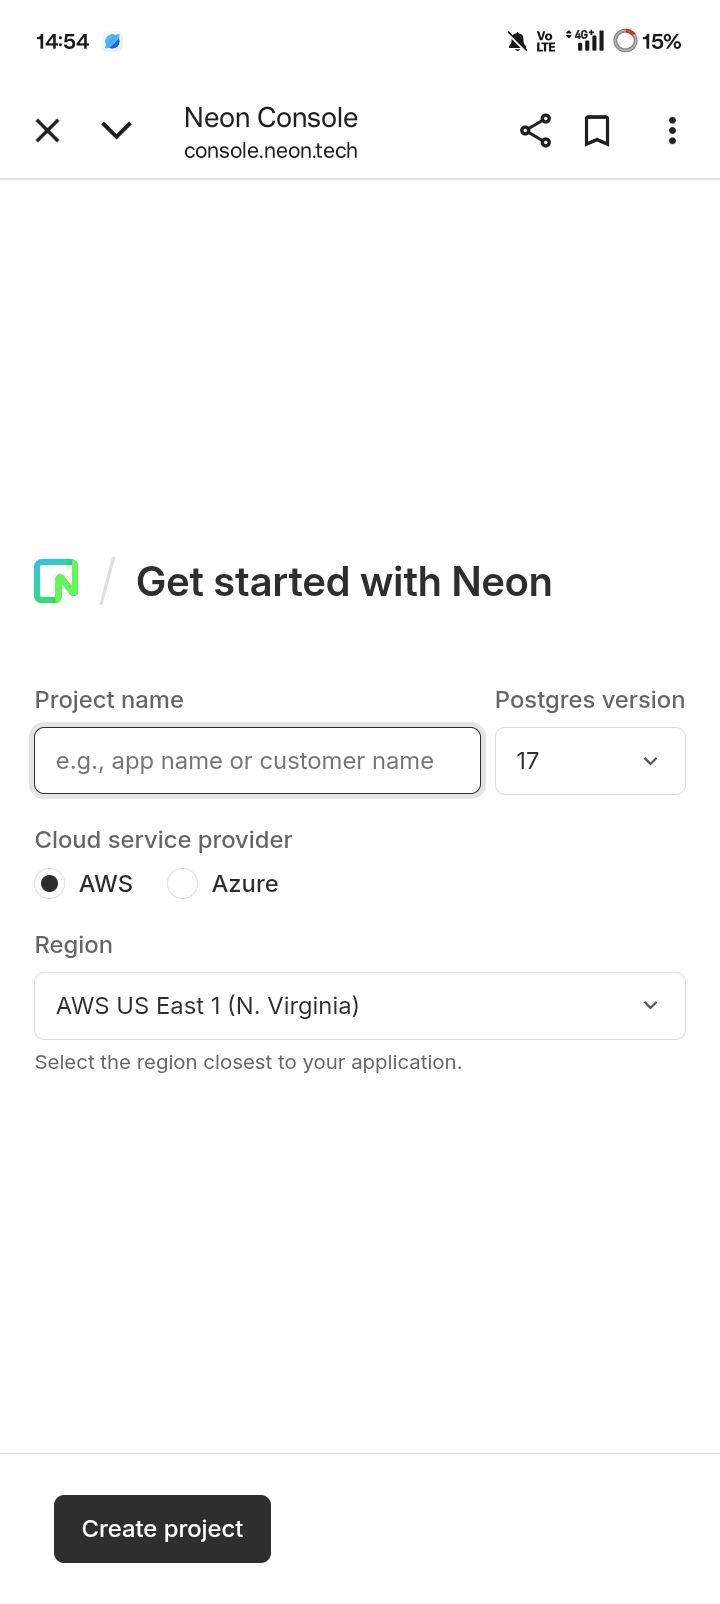 14:54
Vo
LTE
4G+
15%
Neon Console
console.neon.tech
Get started with Neon
Project name
Postgres version
e.g., app name or customer name
17
Cloud service provider
AWS
Azure
Region
AWS US East 1 (N. Virginia)
Select the region closest to your application.
Create project